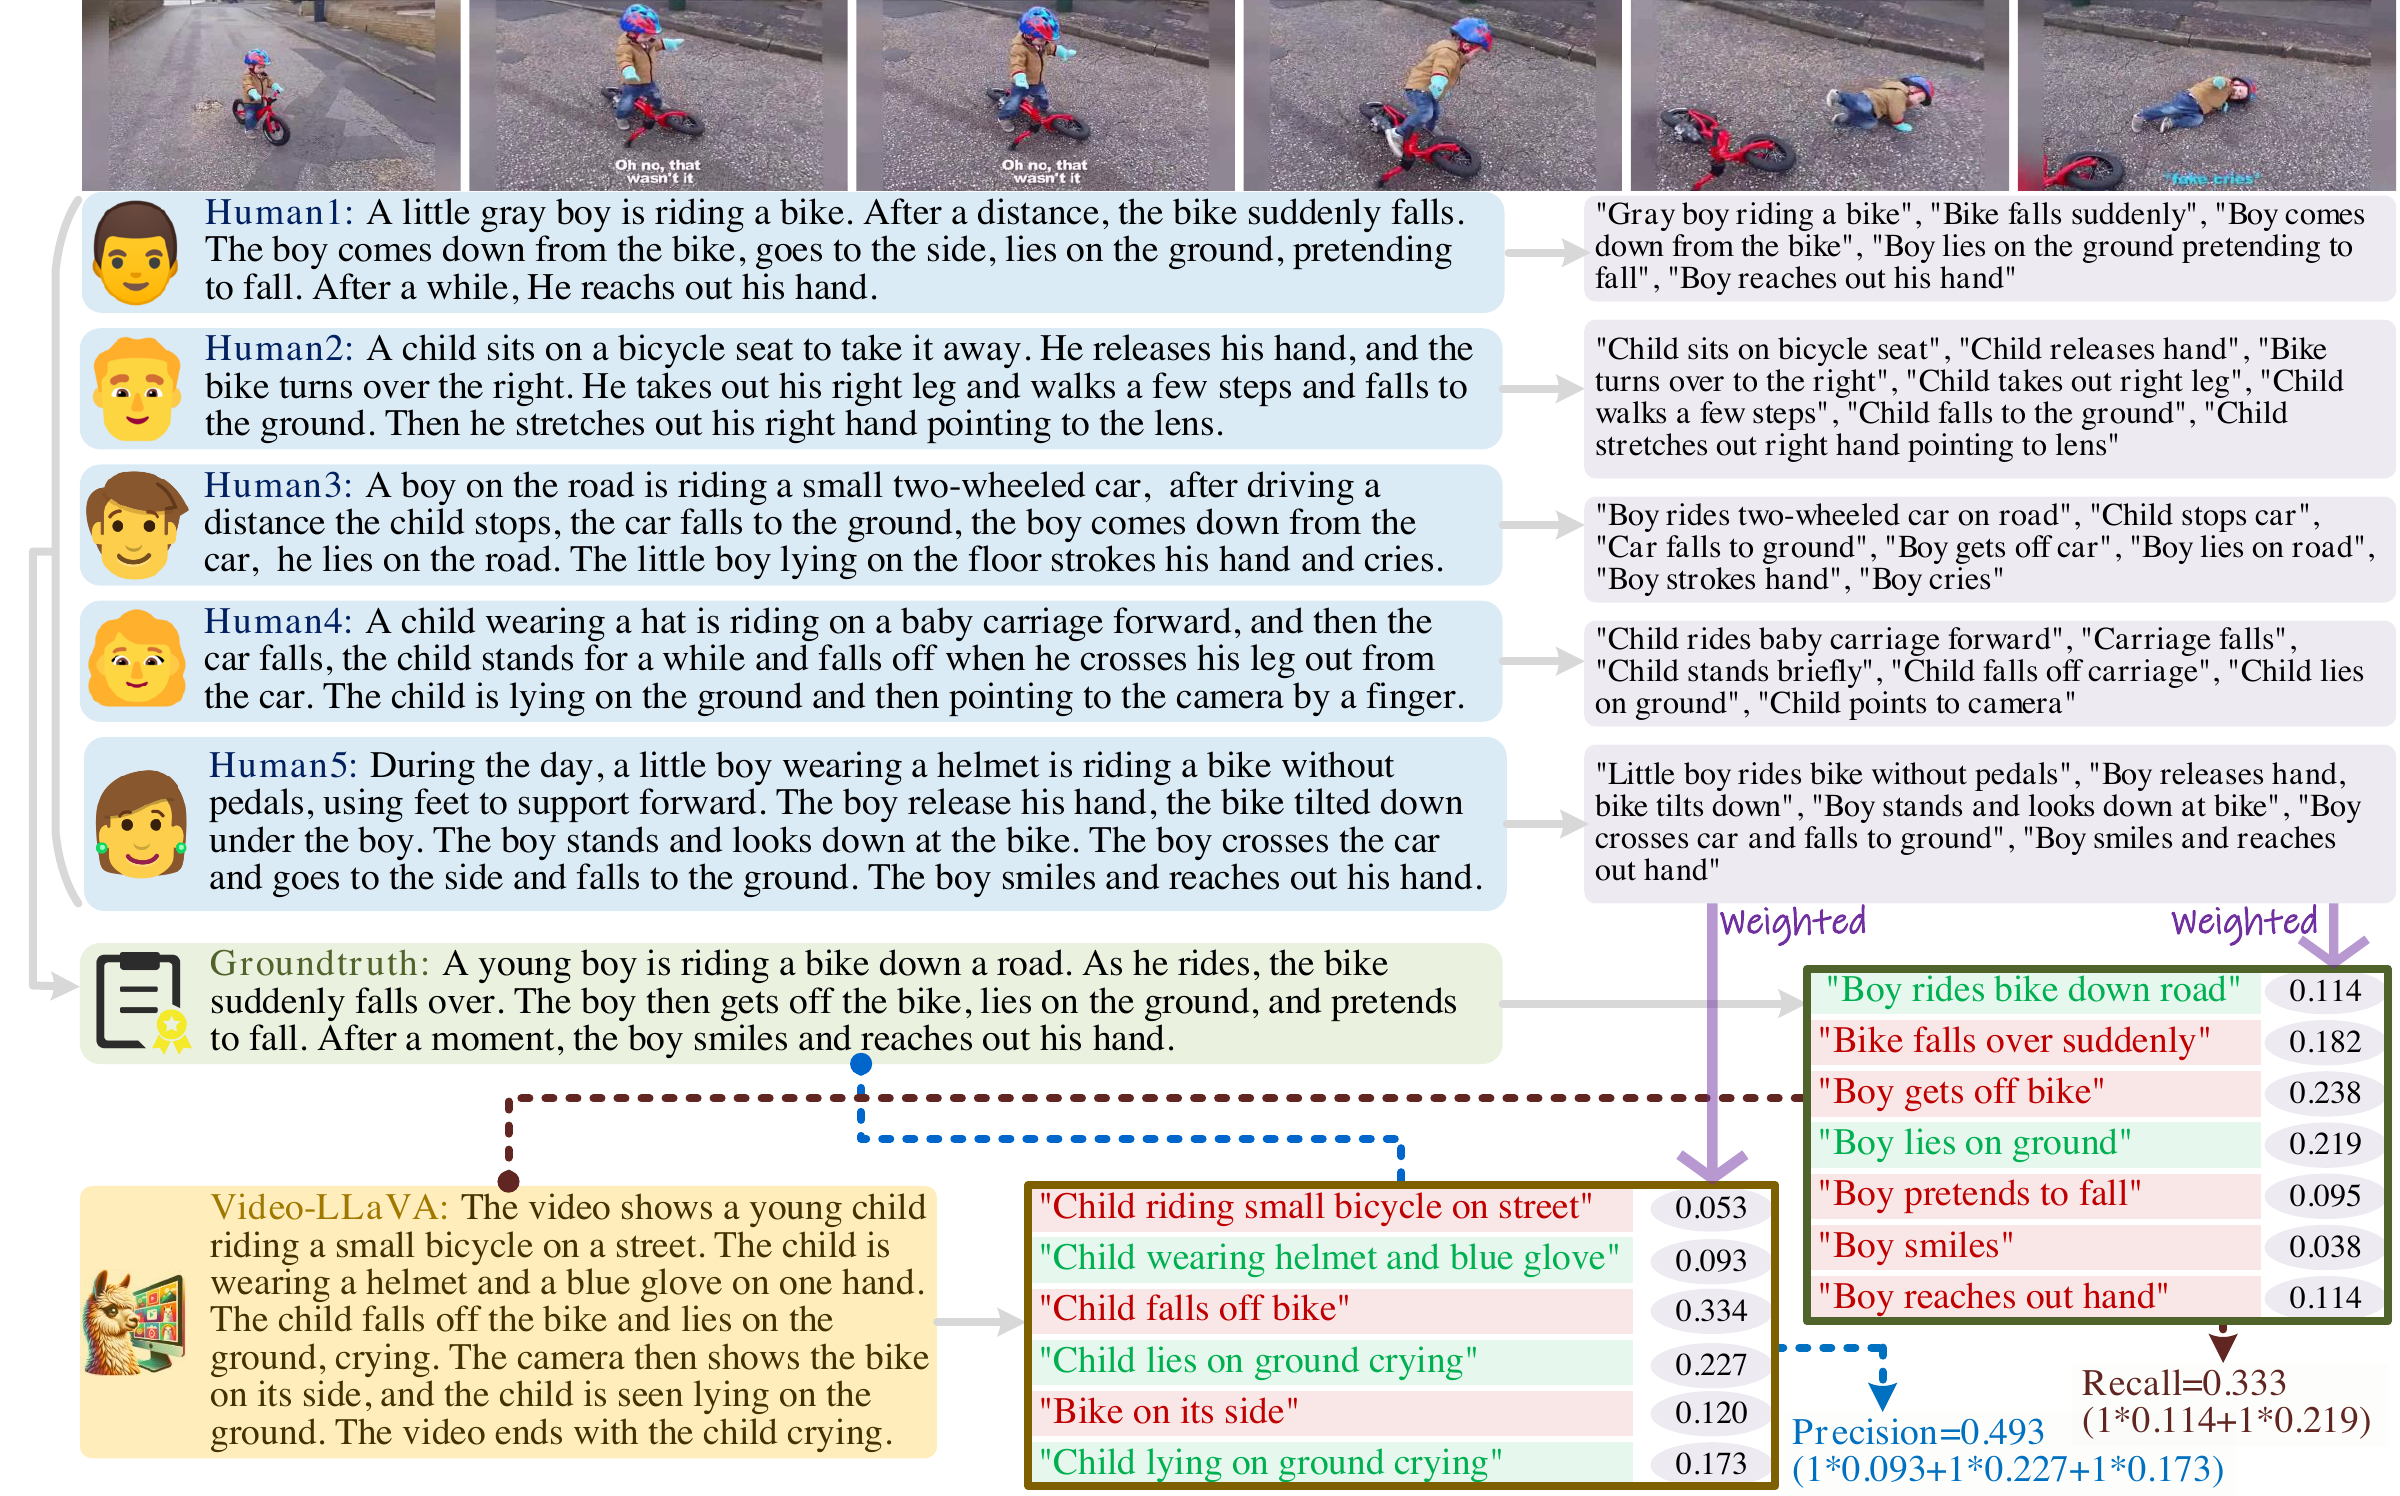 Oh no, that
wasn't it
Oh no, that
wasn't it
*fake cries*
Human1: A little gray boy is riding a bike. After a distance, the bike suddenly falls.
The boy comes down from the bike, goes to the side, lies on the ground, pretending
to fall. After a while, He reachs out his hand.
"Gray boy riding a bike", "Bike falls suddenly", "Boy comes
down from the bike", "Boy lies on the ground pretending to
fall", "Boy reaches out his hand"
Human2: A child sits on a bicycle seat to take it away. He releases his hand, and the
bike turns over the right. He takes out his right leg and walks a few steps and falls to
the ground. Then he stretches out his right hand pointing to the lens.
"Child sits on bicycle seat", "Child releases hand", "Bike
turns over to the right", "Child takes out right leg", "Child
walks a few steps", "Child falls to the ground", "Child
stretches out right hand pointing to lens"
Human3: A boy on the road is riding a small two-wheeled car, after driving a
distance the child stops, the car falls to the ground, the boy comes down from the
car, he lies on the road. The little boy lying on the floor strokes his hand and cries.
"Boy rides two-wheeled car on road", "Child stops car",
"Car falls to ground", "Boy gets off car", "Boy lies on road",
"Boy strokes hand", "Boy cries"
Human4: A child wearing a hat is riding on a baby carriage forward, and then the
car falls, the child stands for a while and falls off when he crosses his leg out from
the car. The child is lying on the ground and then pointing to the camera by a finger.
"Child rides baby carriage forward", "Carriage falls",
"Child stands briefly", "Child falls off carriage", "Child lies
on ground", "Child points to camera"
Human5: During the day, a little boy wearing a helmet is riding a bike without
pedals, using feet to support forward. The boy release his hand, the bike tilted down
under the boy. The boy stands and looks down at the bike. The boy crosses the car
and goes to the side and falls to the ground. The boy smiles and reaches out his hand.
"Little boy rides bike without pedals", "Boy releases hand,
bike tilts down", "Boy stands and looks down at bike", "Boy
crosses car and falls to ground", "Boy smiles and reaches
out hand"
Weighted
Weighted
Groundtruth: A young boy is riding a bike down a road. As he rides, the bike
suddenly falls over. The boy then gets off the bike, lies on the ground, and pretends
to fall. After a moment, the boy smiles and reaches out his hand.
"Boy rides bike down road" 0.114
"Bike falls over suddenly" 0.182
"Boy gets off bike" 0.238
"Boy lies on ground" 0.219
"Boy pretends to fall" 0.095
"Boy smiles" 0.038
"Boy reaches out hand" 0.114
Video-LLaVA: The video shows a young child
riding a small bicycle on a street. The child is
wearing a helmet and a blue glove on one hand.
The child falls off the bike and lies on the
ground, crying. The camera then shows the bike
on its side, and the child is seen lying on the
ground. The video ends with the child crying.
"Child riding small bicycle on street" 0.053
"Child wearing helmet and blue glove" 0.093
"Child falls off bike" 0.334
"Child lies on ground crying" 0.227
"Bike on its side" 0.120
"Child lying on ground crying" 0.173
Recall=0.333
(1*0.114+1*0.219)
Precision=0.493
(1*0.093+1*0.227+1*0.173)